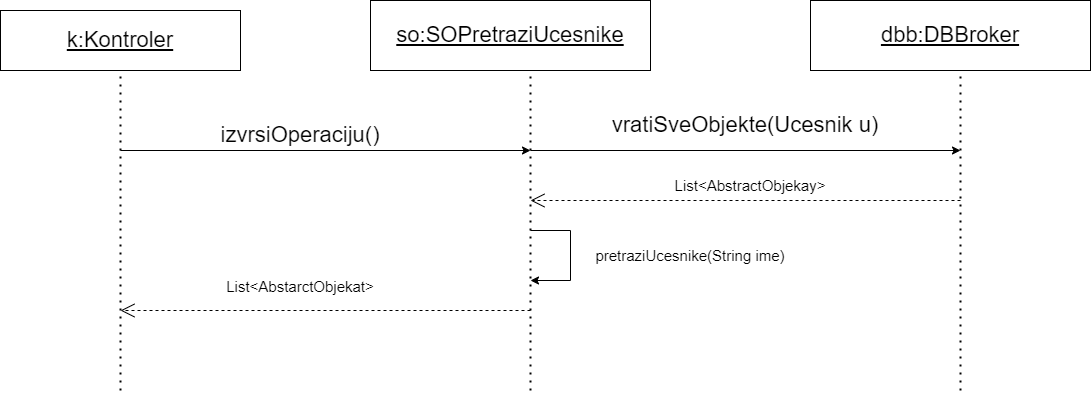 k:Kontroler
so:SOPretraziUcesnike
dbb:DBBroker
izvrsiOperaciju()
vratiSveObjekte(Ucesnik u)
List<AbstractObjekay>
pretraziUcesnike(String ime)
List<AbstarctObjekat>